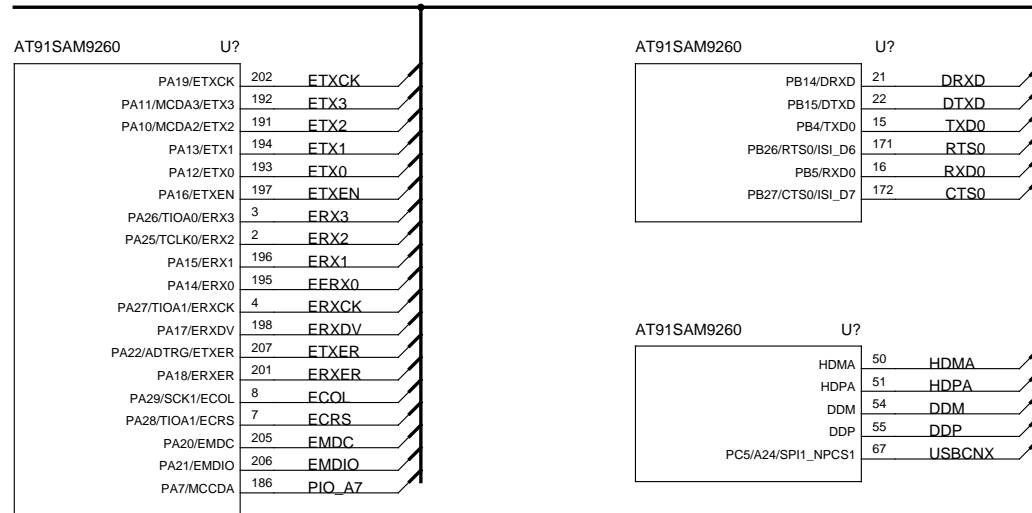 AT91SAM9260 U?
PA19/ETXCK 202 ETXCK
PA11/MCDA3/ETX3 192 ETX3
PA10/MCDA2/ETX2 191 ETX2
PA13/ETX1 194 ETX1
PA12/ETX0 193 ETX0
PA16/ETXEN 197 ETXEN
PA26/TIOA0/ERX3 3 ERX3
PA25/TCLK0/ERX2 2 ERX2
PA15/ERX1 196 ERX1
PA14/ERX0 195 EERX0
PA27/TIOA1/ERXCK 4 ERXCK
PA17/ERXDV 198 ERXDV
PA22/ADTRG/ETXER 207 ETXER
PA18/ERXER 201 ERXER
PA29/SCK1/ECOL 8 ECOL
PA28/TIOA1/ECRS 7 ECRS
PA20/EMDC 205 EMDC
PA21/EMDIO 206 EMDIO
PA7/MCCDA 186 PIO_A7
AT91SAM9260 U?
PB14/DRXD 21 DRXD
PB15/DTXD 22 DTXD
PB4/TXD0 15 TXD0
PB26/RTS0/ISI_D6 171 RTS0
PB5/RXD0 16 RXD0
PB27/CTS0/ISI_D7 172 CTS0
AT91SAM9260 U?
HDMA 50 HDMA
HDPA 51 HDPA
DDM 54 DDM
DDP 55 DDP
PC5/A24/SPI1_NPCS1 67 USBCNX